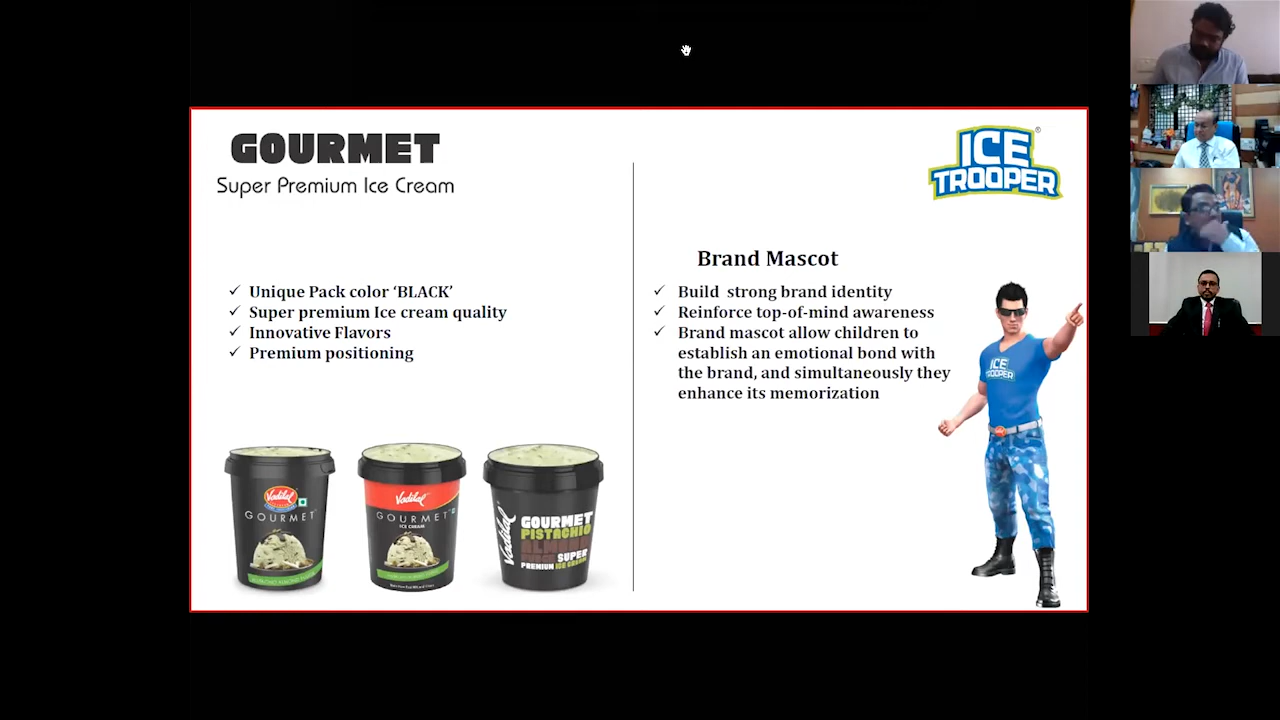 GOURMET
Super Premium Ice Cream
✓ Unique Pack color ‘BLACK’
✓ Super premium Ice cream quality
✓ Innovative Flavors
✓ Premium positioning
Vadilal
GOURMET
Vadilal
GOURMET
ICE CREAM
Vadilal
GOURMET
PISTACHIO
ALMOND
SUPER
PREMIUM ICE CREAM
ICE
TROOPER®
Brand Mascot
✓ Build strong brand identity
✓ Reinforce top-of-mind awareness
✓ Brand mascot allow children to
establish an emotional bond with
the brand, and simultaneously they
enhance its memorization
ICE
TROOPER